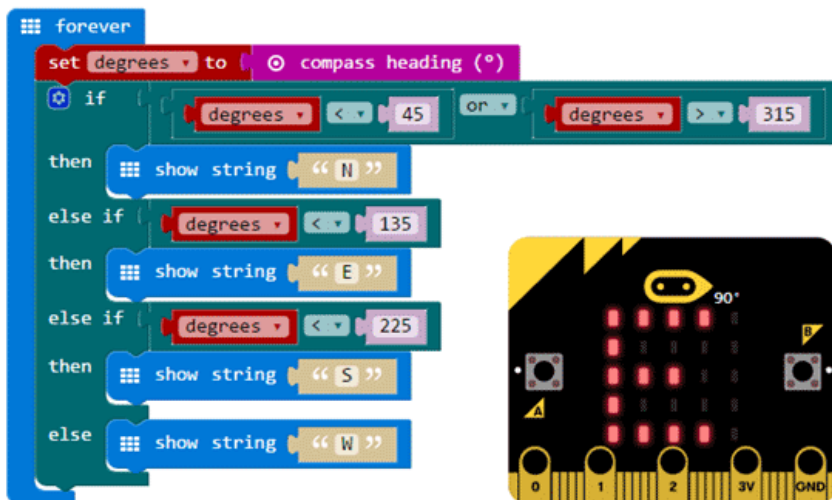 forever
set degrees to compass heading (º)
if degrees < 45 or degrees > 315
then show string “ N ”
else if degrees < 135
then show string “ E ”
else if degrees < 225
then show string “ S ”
else show string “ W ”
90°
B
A
0 1 2 3V GND